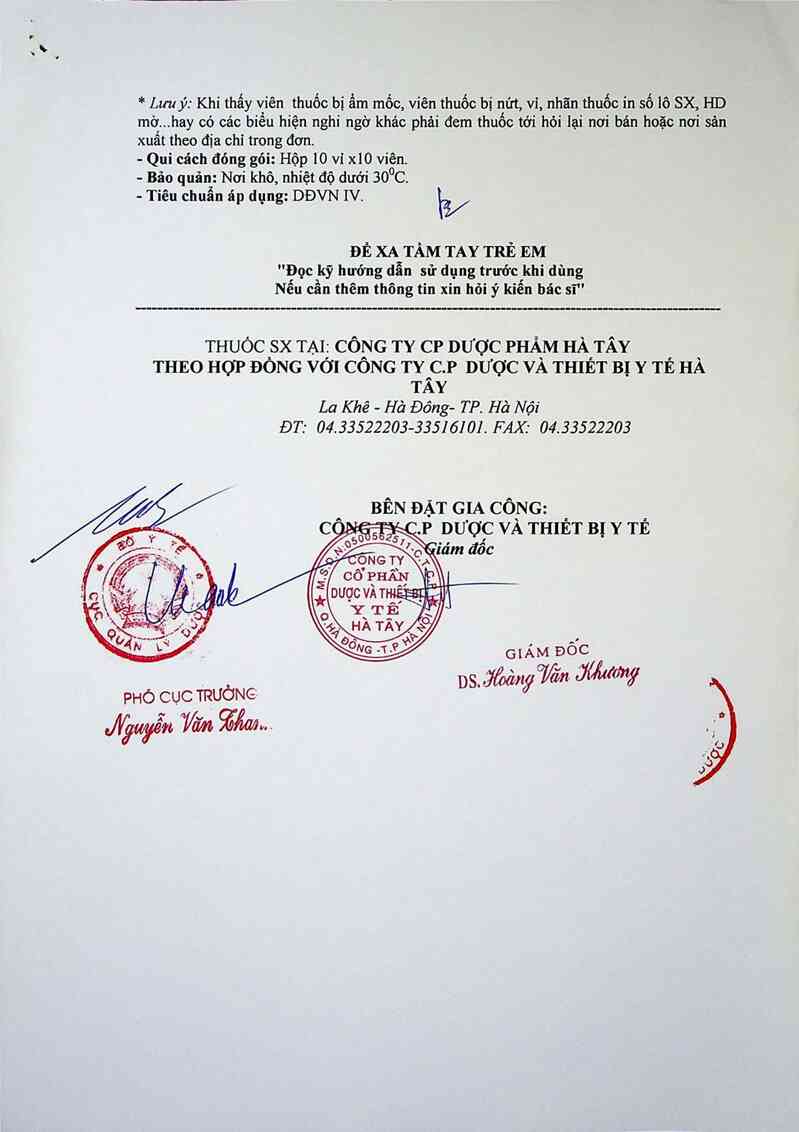 * Lưu ý: Khi thấy viên thuốc bị ẩm mốc, viên thuốc bị nứt, vỉ, nhãn thuốc in số lô SX, HD
mờ...hay có các biểu hiện nghi ngờ khác phải đem thuốc tới hỏi lại nơi bán hoặc nơi sản
xuất theo địa chỉ trong đơn.
- Qui cách đóng gói: Hộp 10 vỉ x10 viên.
- Bảo quản: Nơi khô, nhiệt độ dưới 30⁰C.
- Tiêu chuẩn áp dụng: DĐVN IV.
ĐỂ XA TẦM TAY TRẺ EM
"Đọc kỹ hướng dẫn sử dụng trước khi dùng
Nếu cần thêm thông tin xin hỏi ý kiến bác sĩ"
THUỐC SX TẠI: CÔNG TY CP DƯỢC PHẨM HÀ TÂY
THEO HỢP ĐỒNG VỚI CÔNG TY C.P DƯỢC VÀ THIẾT BỊ Y TẾ HÀ
TÂY
La Khê - Hà Đông- TP. Hà Nội
ĐT: 04.33522203-33516101. FAX: 04.33522203
BÊN ĐẶT GIA CÔNG:
CÔNG TY C.P DƯỢC VÀ THIẾT BỊ Y TẾ
Giám đốc
BỘ Y TẾ
CỤC QUẢN LÝ DƯỢC
M.S.D.N:0500562511-C.T.C.P
CÔNG TY
CỔ PHẦN
DƯỢC VÀ THIẾT BỊ
Y TẾ
HÀ TÂY
Q.HÀ ĐÔNG -T.P HÀ NỘI
GIÁM ĐỐC
DS. Hoàng Văn Khương
PHÓ CỤC TRƯỞNG
Nguyễn Văn
DƯỢC